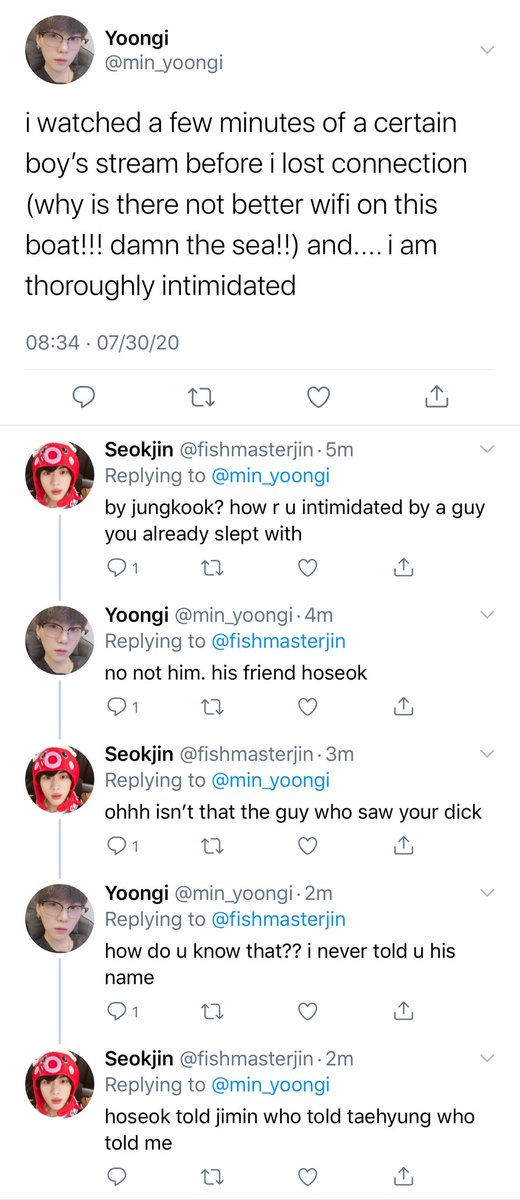 Yoongi
@min_yoongi
i watched a few minutes of a certain
boy’s stream before i lost connection
(why is there not better wifi on this
boat!!! damn the sea!!) and.... i am
thoroughly intimidated
08:34 · 07/30/20
Seokjin @fishmasterjin · 5m
Replying to @min_yoongi
by jungkook? how r u intimidated by a guy
you already slept with
1
Yoongi @min_yoongi · 4m
Replying to @fishmasterjin
no not him. his friend hoseok
1
Seokjin @fishmasterjin · 3m
Replying to @min_yoongi
ohhh isn’t that the guy who saw your dick
1
Yoongi @min_yoongi · 2m
Replying to @fishmasterjin
how do u know that?? i never told u his
name
1
Seokjin @fishmasterjin · 2m
Replying to @min_yoongi
hoseok told jimin who told taehyung who
told me